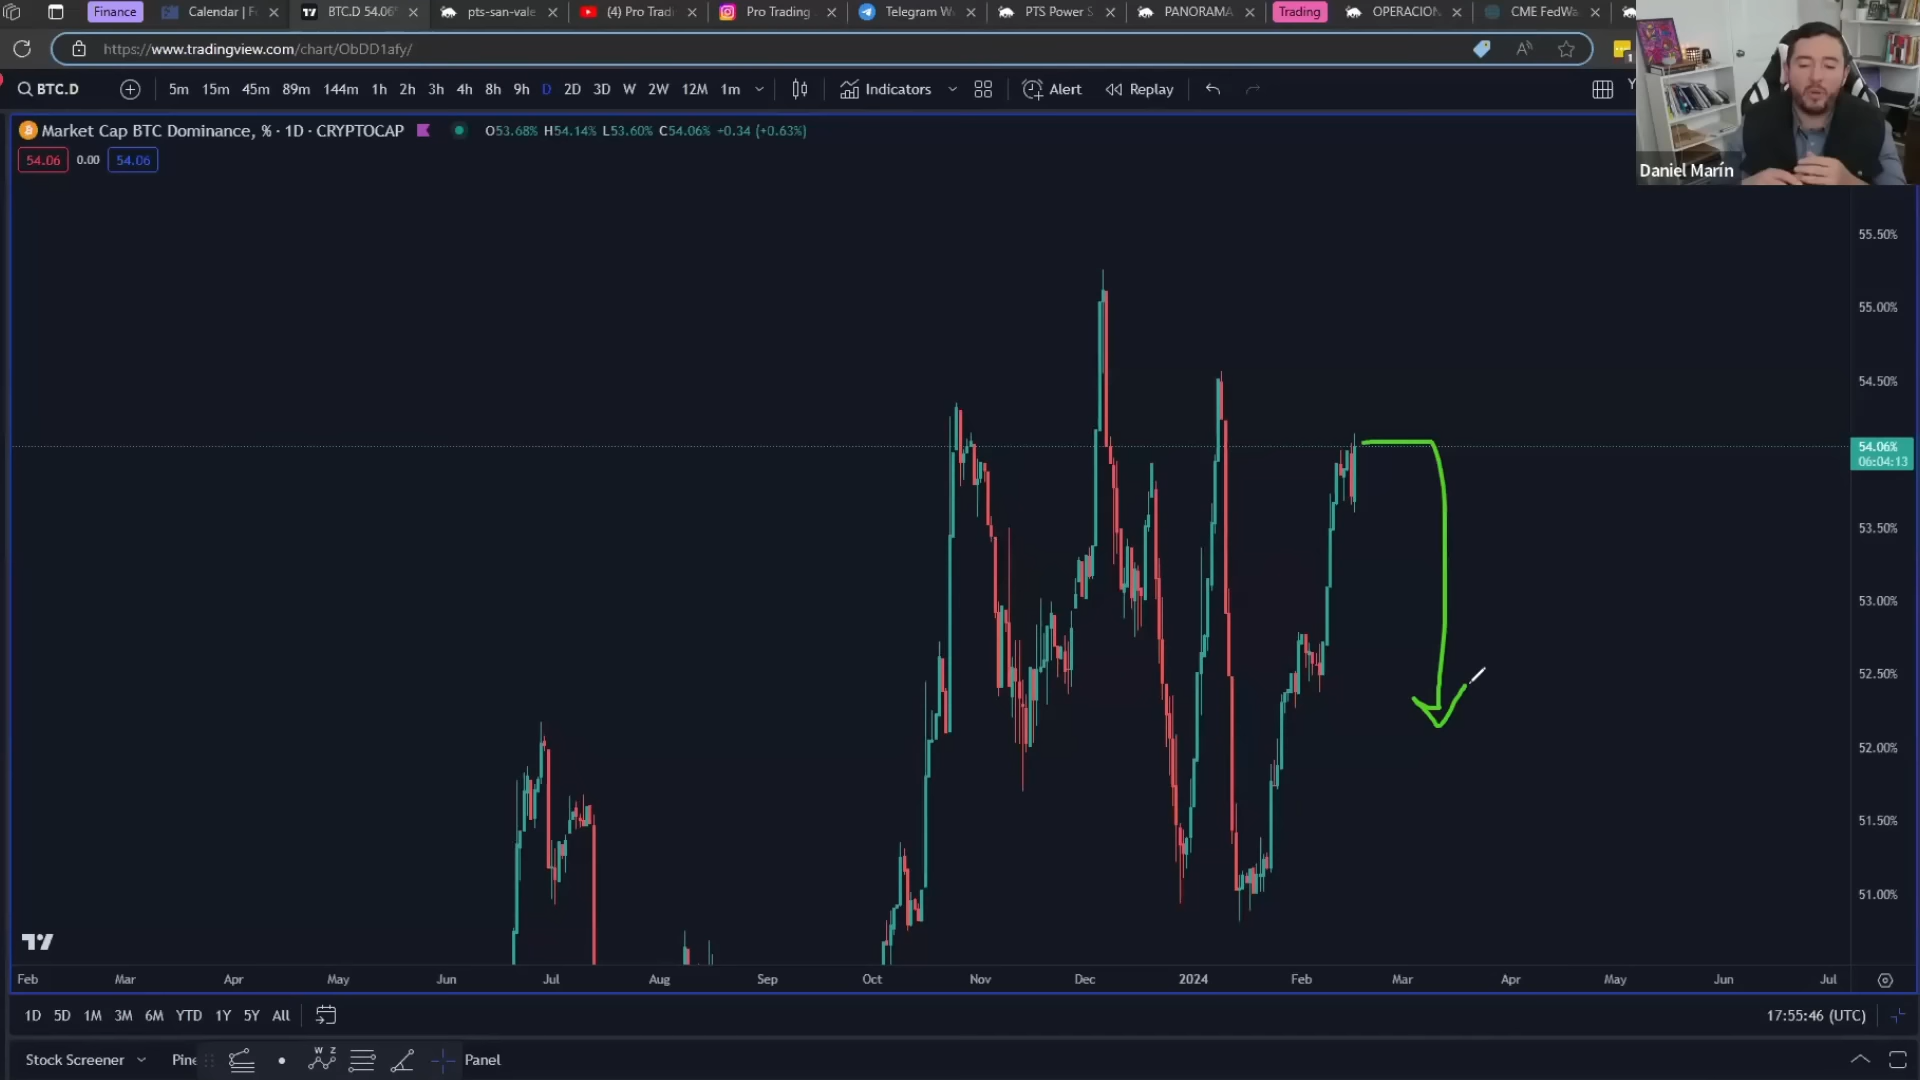 Finance
Calendar | F
BTC.D 54.06
pts-san-vale
(4) Pro Tradi
Pro Trading
Telegram W
PTS Power S
PANORAMA
Trading
OPERACION
CME FedWa
https://www.tradingview.com/chart/ObDD1afy/
BTC.D
5m 15m 45m 89m 144m 1h 2h 3h 4h 8h 9h D 2D 3D W 2W 12M 1m
Indicators
Alert
Replay
Daniel Marín
Market Cap BTC Dominance, % · 1D · CRYPTOCAP
O53.68% H54.14% L53.60% C54.06% +0.34 (+0.63%)
54.06 0.00 54.06
55.50%
55.00%
54.50%
54.06%
06:04:13
53.50%
53.00%
52.50%
52.00%
51.50%
51.00%
Feb Mar Apr May Jun Jul Aug Sep Oct Nov Dec 2024 Feb Mar Apr May Jun Jul
1D 5D 1M 3M 6M YTD 1Y 5Y All
17:55:46 (UTC)
Stock Screener
Pine
W Z
Panel